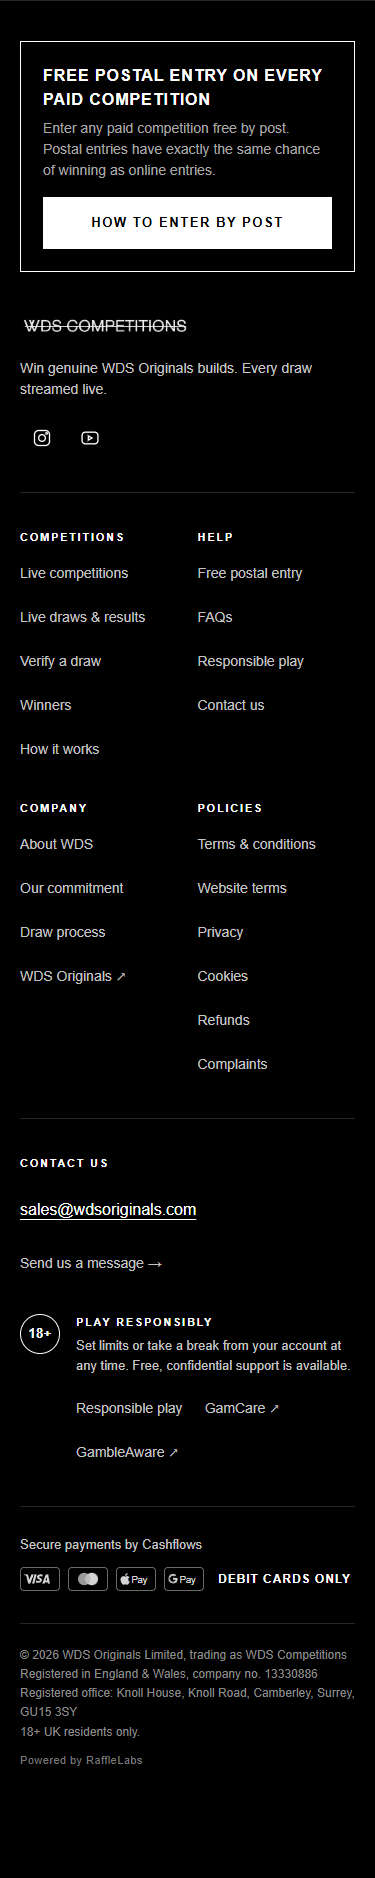 FREE POSTAL ENTRY ON EVERY
PAID COMPETITION
Enter any paid competition free by post.
Postal entries have exactly the same chance
of winning as online entries.
HOW TO ENTER BY POST
WDS COMPETITIONS
Win genuine WDS Originals builds. Every draw
streamed live.
COMPETITIONS
Live competitions
Live draws & results
Verify a draw
Winners
How it works
HELP
Free postal entry
FAQs
Responsible play
Contact us
COMPANY
About WDS
Our commitment
Draw process
WDS Originals ↗
POLICIES
Terms & conditions
Website terms
Privacy
Cookies
Refunds
Complaints
CONTACT US
sales@wdsoriginals.com
Send us a message →
18+
PLAY RESPONSIBLY
Set limits or take a break from your account at
any time. Free, confidential support is available.
Responsible play GamCare ↗
GambleAware ↗
Secure payments by Cashflows
VISA Pay G Pay DEBIT CARDS ONLY
© 2026 WDS Originals Limited, trading as WDS Competitions
Registered in England & Wales, company no. 13330886
Registered office: Knoll House, Knoll Road, Camberley, Surrey,
GU15 3SY
18+ UK residents only.
Powered by RaffleLabs